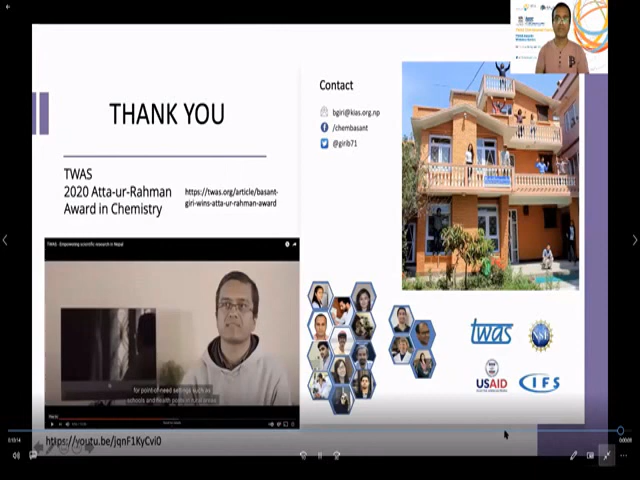 THANK YOU
TWAS
2020 Atta-ur-Rahman
Award in Chemistry
https://twas.org/article/basant-
giri-wins-atta-ur-rahman-award
Contact
bgiri@kias.org.np
/chembasant
@girib71
TWAS - Empowering scientific research in Nepal
for point-of-need settings such as
schools and health posts in rural areas
https://youtu.be/jqnF1KyCvi0
twas
NSF
USAID
IFS